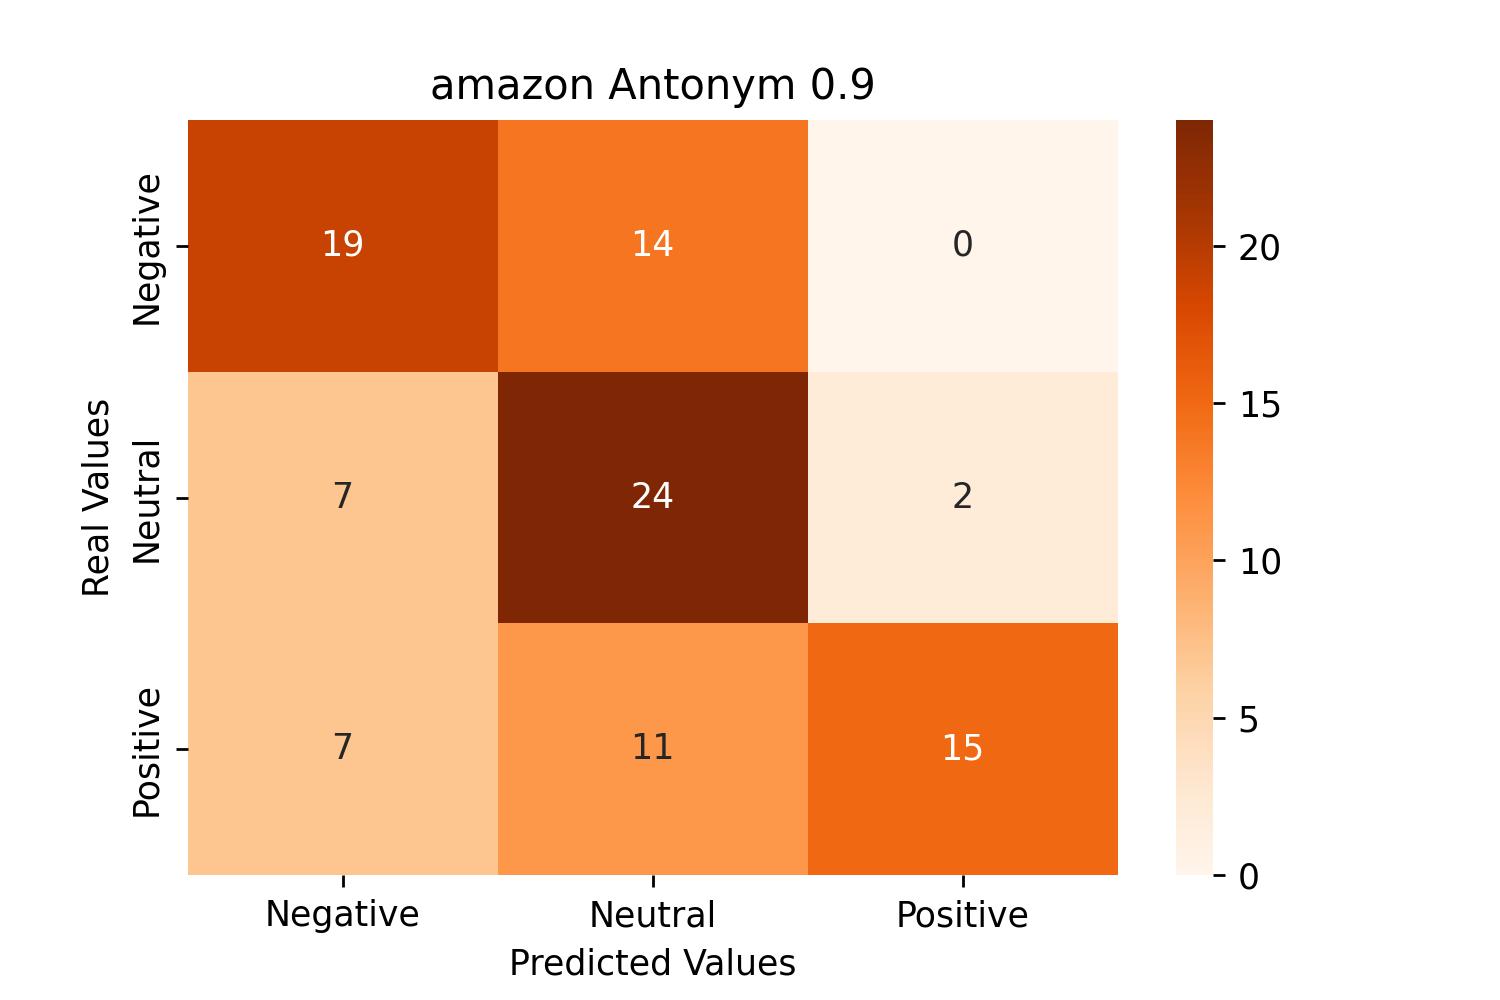 amazon Antonym 0.9
Real Values
Negative
19 14 0
Neutral
7 24 2
Positive
7 11 15
Negative Neutral Positive
Predicted Values
20
15
10
5
0